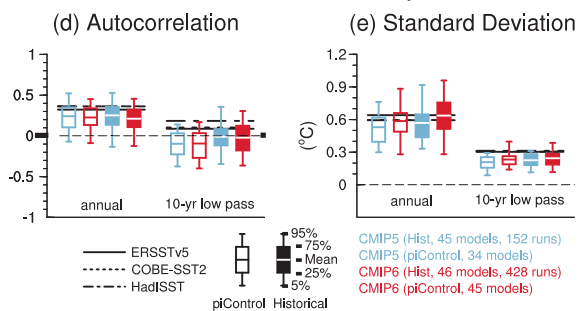 (d) Autocorrelation
1
0.5
0
-0.5
-1
annual
10-yr low pass
(e) Standard Deviation
(°C)
1.2
0.9
0.6
0.3
0
annual
10-yr low pass
ERSSTv5
COBE-SST2
HadISST
95%
75%
Mean
25%
5%
piControl
Historical
CMIP5 (Hist, 45 models, 152 runs)
CMIP5 (piControl, 34 models)
CMIP6 (Hist, 46 models, 428 runs)
CMIP6 (piControl, 45 models)